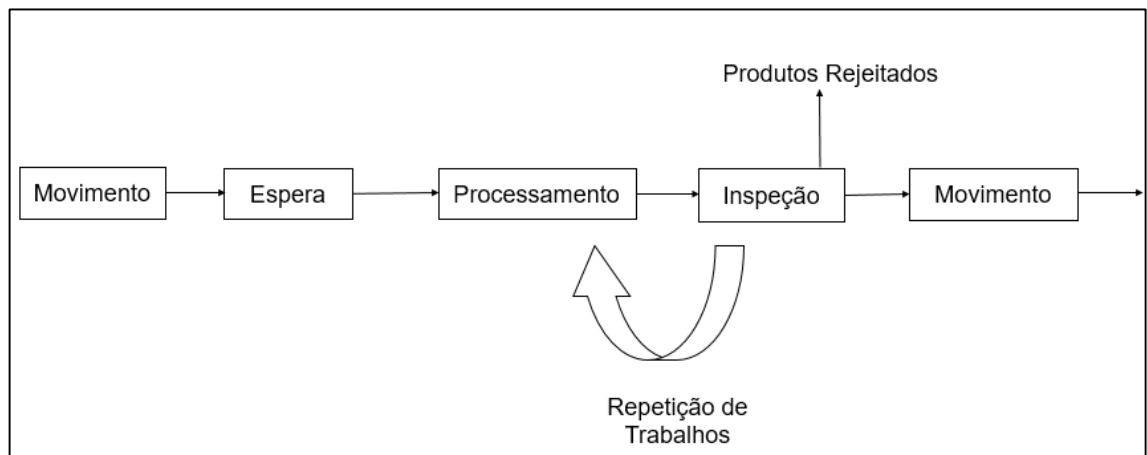 Produtos Rejeitados
Movimento
Espera
Processamento
Inspeção
Movimento
Repetição de
Trabalhos